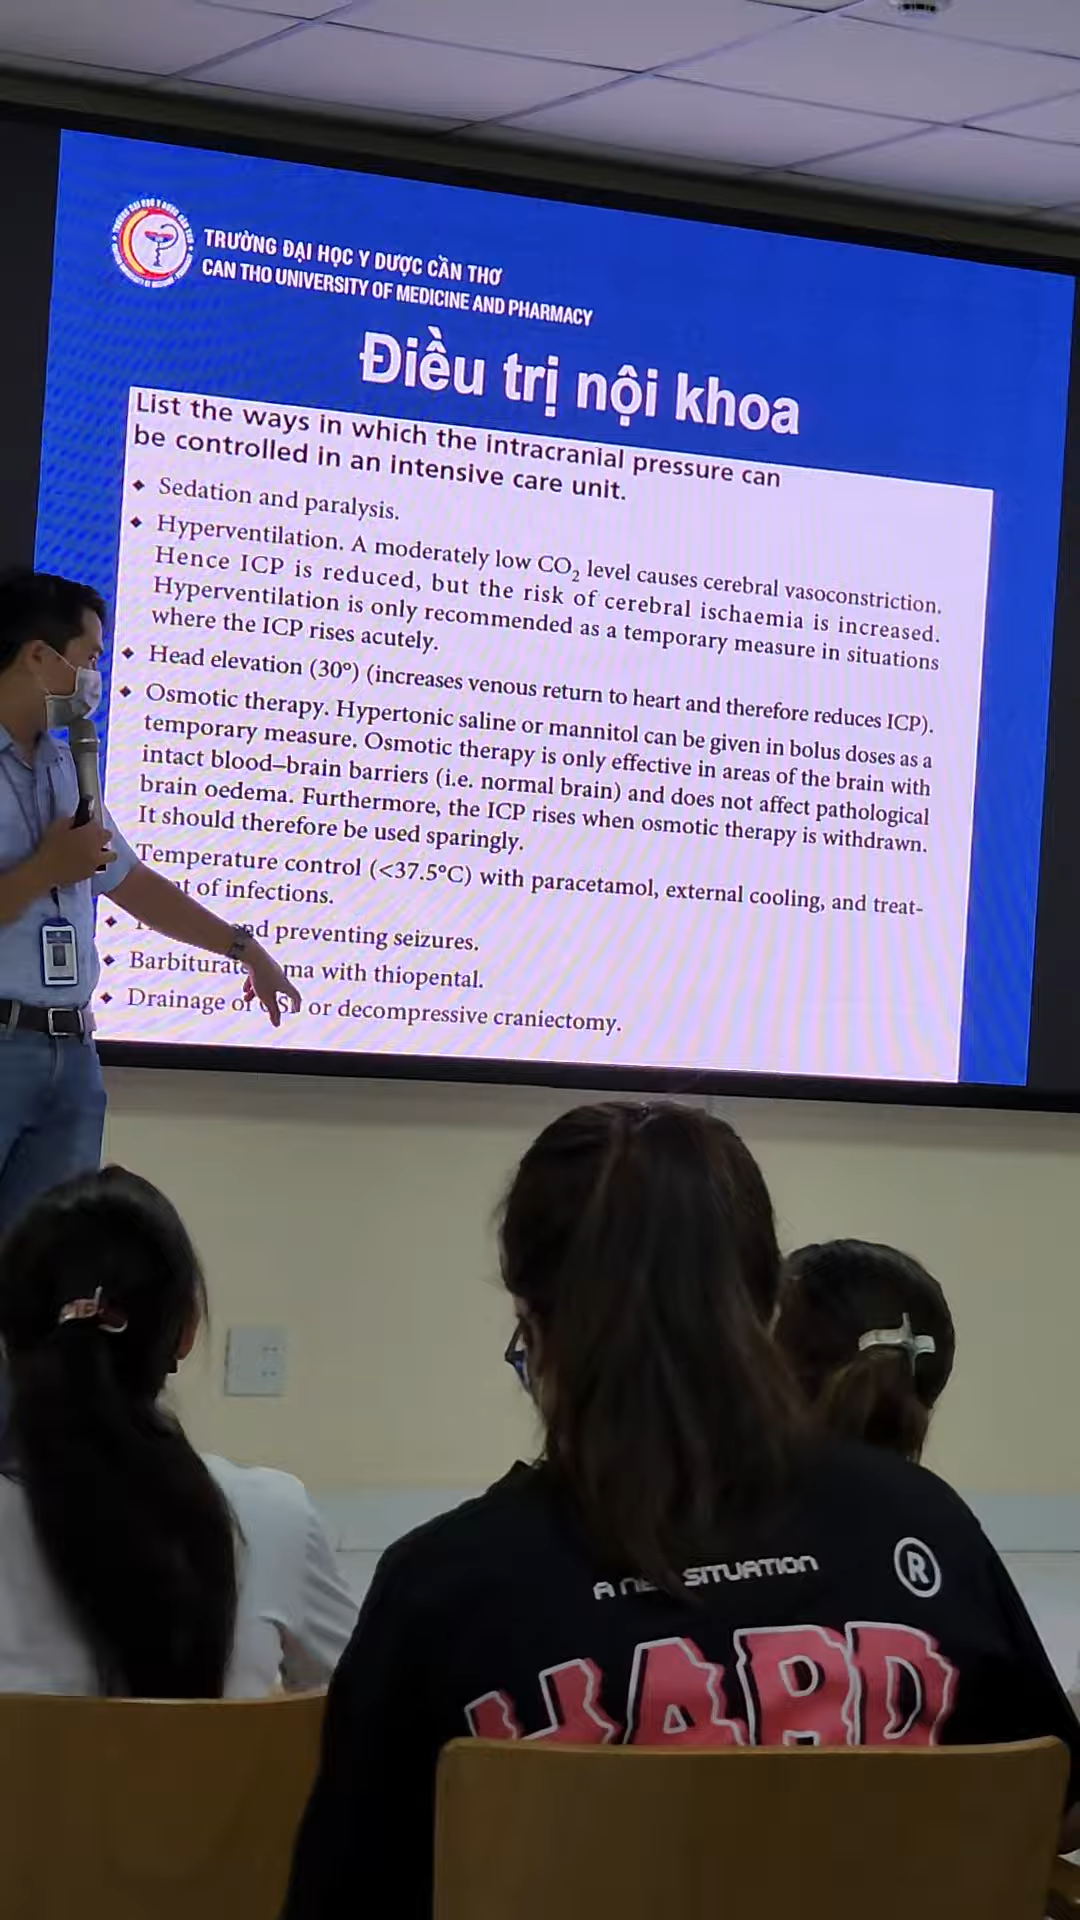 TRƯỜNG ĐẠI HỌC Y DƯỢC CẦN THƠ
CAN THO UNIVERSITY OF MEDICINE AND PHARMACY
Điều trị nội khoa
List the ways in which the intracranial pressure can
be controlled in an intensive care unit.
◆ Sedation and paralysis.
◆ Hyperventilation. A moderately low CO₂ level causes cerebral vasoconstriction.
Hence ICP is reduced, but the risk of cerebral ischaemia is increased.
Hyperventilation is only recommended as a temporary measure in situations
where the ICP rises acutely.
◆ Head elevation (30º) (increases venous return to heart and therefore reduces ICP).
◆ Osmotic therapy. Hypertonic saline or mannitol can be given in bolus doses as a
temporary measure. Osmotic therapy is only effective in areas of the brain with
intact blood–brain barriers (i.e. normal brain) and does not affect pathological
brain oedema. Furthermore, the ICP rises when osmotic therapy is withdrawn.
It should therefore be used sparingly.
Temperature control (<37.5ºC) with paracetamol, external cooling, and treat-
of infections.
◆ preventing seizures.
◆ Barbiturate with thiopental.
◆ Drainage of or decompressive craniectomy.
A SITUATION
®
HARD